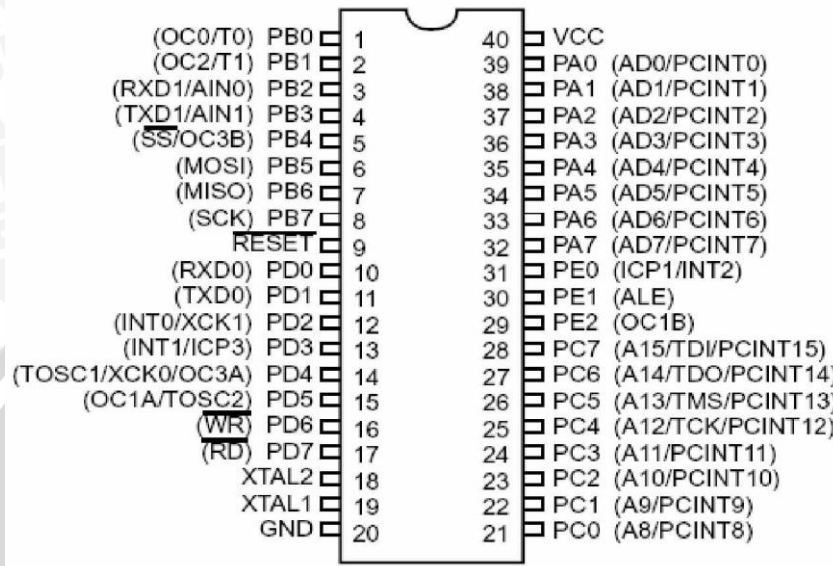 (OC0/T0) PB0 1 40 VCC
(OC2/T1) PB1 2 39 PA0 (AD0/PCINT0)
(RXD1/AIN0) PB2 3 38 PA1 (AD1/PCINT1)
(TXD1/AIN1) PB3 4 37 PA2 (AD2/PCINT2)
(SS/OC3B) PB4 5 36 PA3 (AD3/PCINT3)
(MOSI) PB5 6 35 PA4 (AD4/PCINT4)
(MISO) PB6 7 34 PA5 (AD5/PCINT5)
(SCK) PB7 8 33 PA6 (AD6/PCINT6)
RESET 9 32 PA7 (AD7/PCINT7)
(RXD0) PD0 10 31 PE0 (ICP1/INT2)
(TXD0) PD1 11 30 PE1 (ALE)
(INT0/XCK1) PD2 12 29 PE2 (OC1B)
(INT1/ICP3) PD3 13 28 PC7 (A15/TDI/PCINT15)
(TOSC1/XCK0/OC3A) PD4 14 27 PC6 (A14/TDO/PCINT14)
(OC1A/TOSC2) PD5 15 26 PC5 (A13/TMS/PCINT13)
(WR) PD6 16 25 PC4 (A12/TCK/PCINT12)
(RD) PD7 17 24 PC3 (A11/PCINT11)
XTAL2 18 23 PC2 (A10/PCINT10)
XTAL1 19 22 PC1 (A9/PCINT9)
GND 20 21 PC0 (A8/PCINT8)